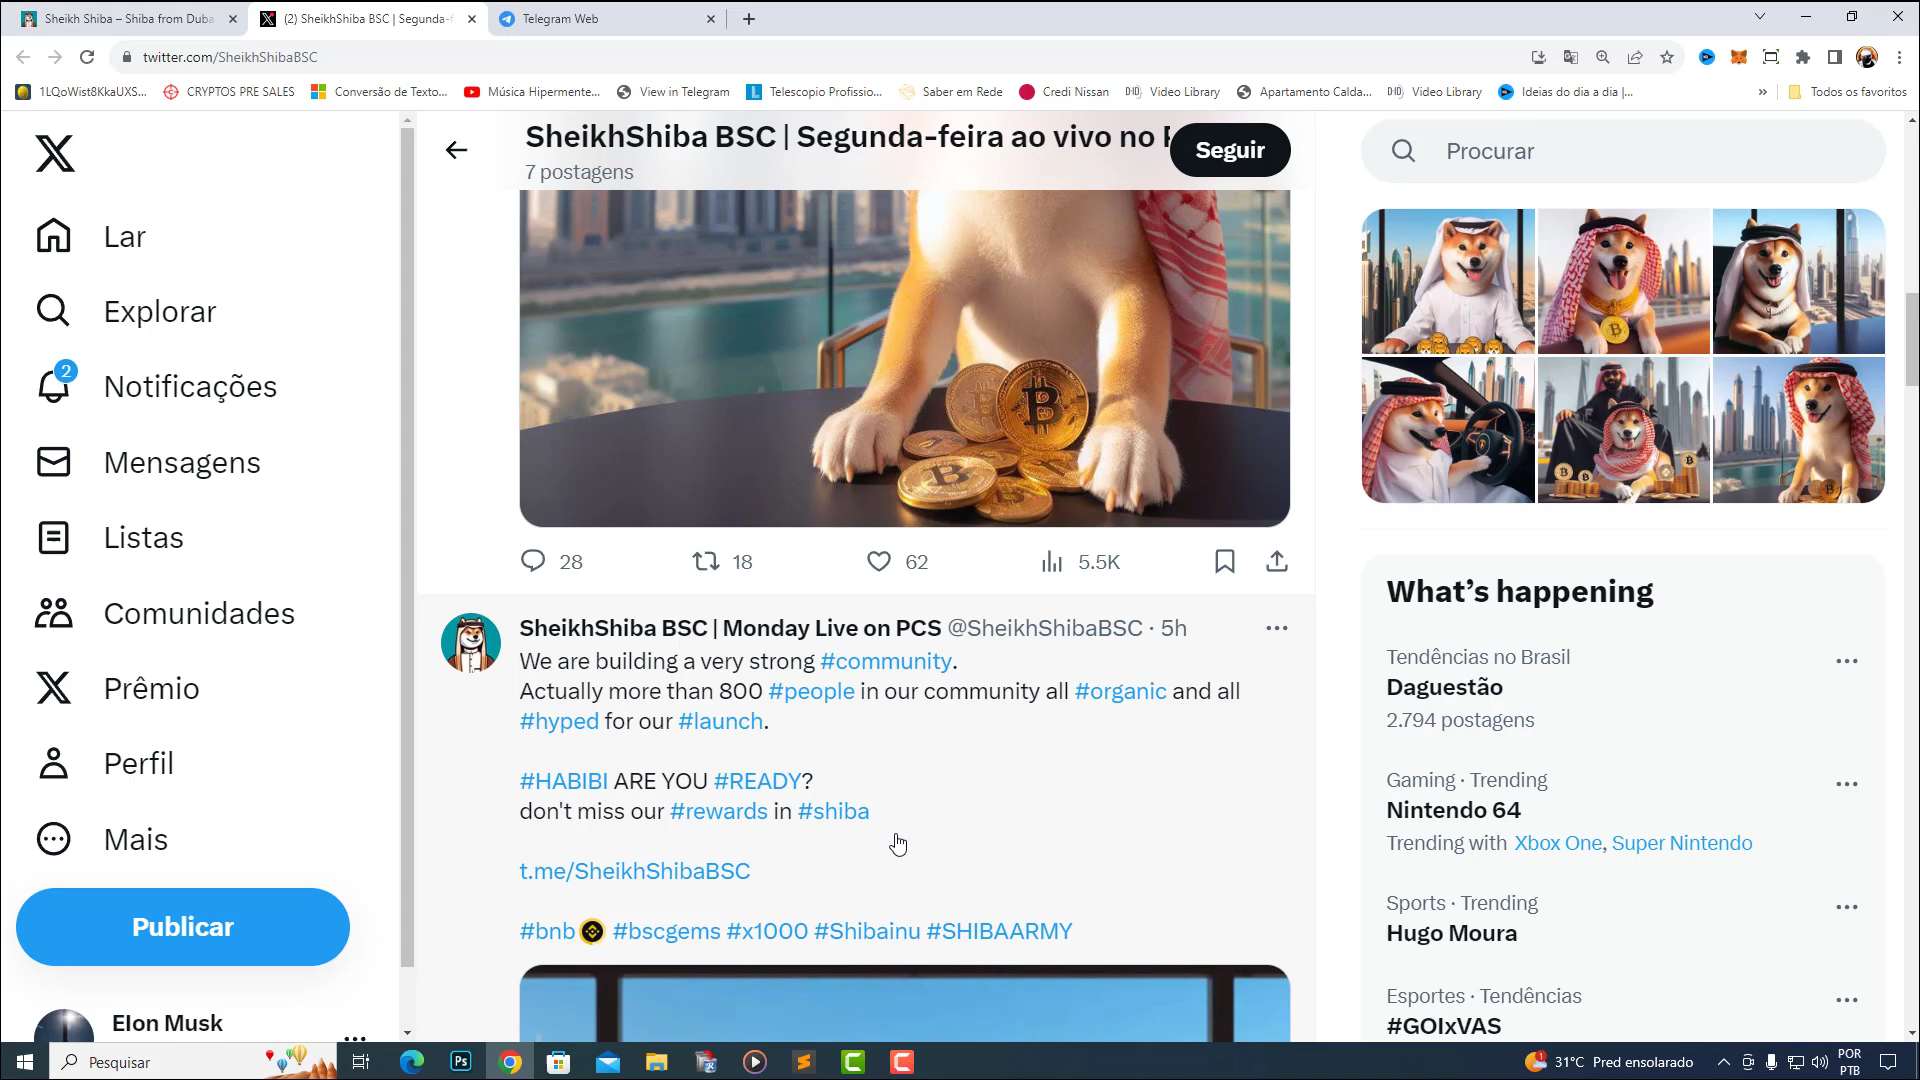 Sheikh Shiba – Shiba from Duba
(2) SheikhShiba BSC | Segunda-f
Telegram Web
twitter.com/SheikhShibaBSC
1LQoWist8KkaUXS...
CRYPTOS PRE SALES
Conversão de Texto...
Música Hipermente...
View in Telegram
Telescopio Profissio...
Saber em Rede
Credi Nissan
Video Library
Apartamento Calda...
Video Library
Ideias do dia a dia |...
Todos os favoritos
SheikhShiba BSC | Segunda-feira ao vivo no
7 postagens
Seguir
Procurar
Lar
Explorar
2
Notificações
Mensagens
Listas
Comunidades
Prêmio
Perfil
Mais
Publicar
Elon Musk
28
18
62
5.5K
SheikhShiba BSC | Monday Live on PCS @SheikhShibaBSC · 5h
We are building a very strong #community.
Actually more than 800 #people in our community all #organic and all
#hyped for our #launch.
#HABIBI ARE YOU #READY?
don't miss our #rewards in #shiba
t.me/SheikhShibaBSC
#bnb #bscgems #x1000 #Shibainu #SHIBAARMY
What’s happening
Tendências no Brasil
Daguestão
2.794 postagens
Gaming · Trending
Nintendo 64
Trending with Xbox One, Super Nintendo
Sports · Trending
Hugo Moura
Esportes · Tendências
#GOIxVAS
Pesquisar
Ps
1
31°C Pred ensolarado
POR
PTB